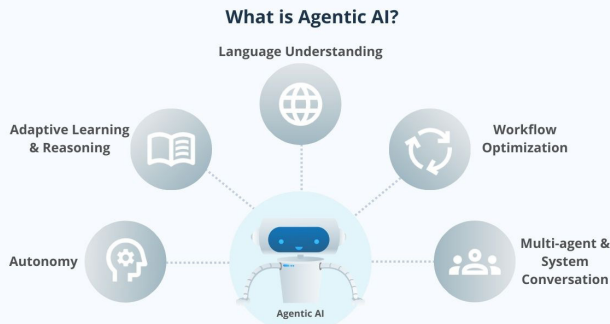 What is Agentic AI?
Language Understanding
Adaptive Learning
& Reasoning
Workflow
Optimization
Autonomy
Multi-agent &
System
Conversation
Agentic AI